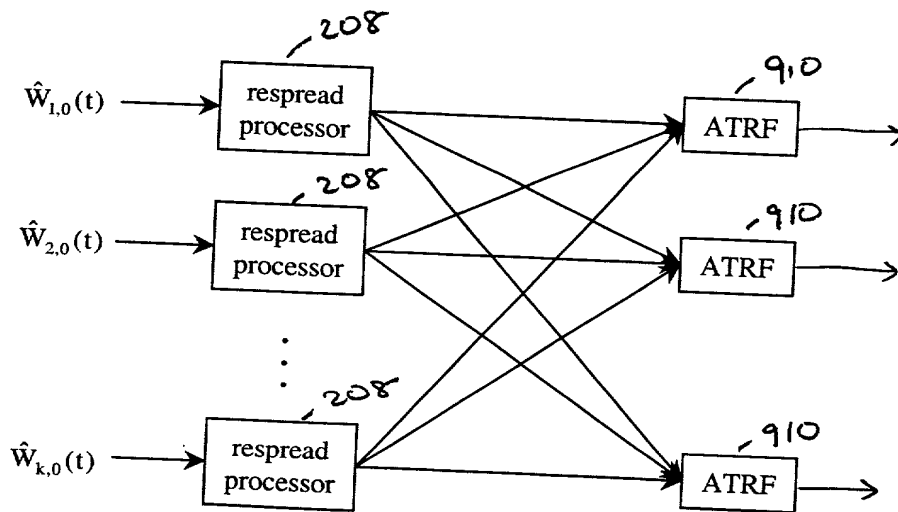 208
910
Ŵ1,0(t)
respread
processor
ATRF
208
910
Ŵ2,0(t)
respread
processor
ATRF
208
910
Ŵk,0(t)
respread
processor
ATRF